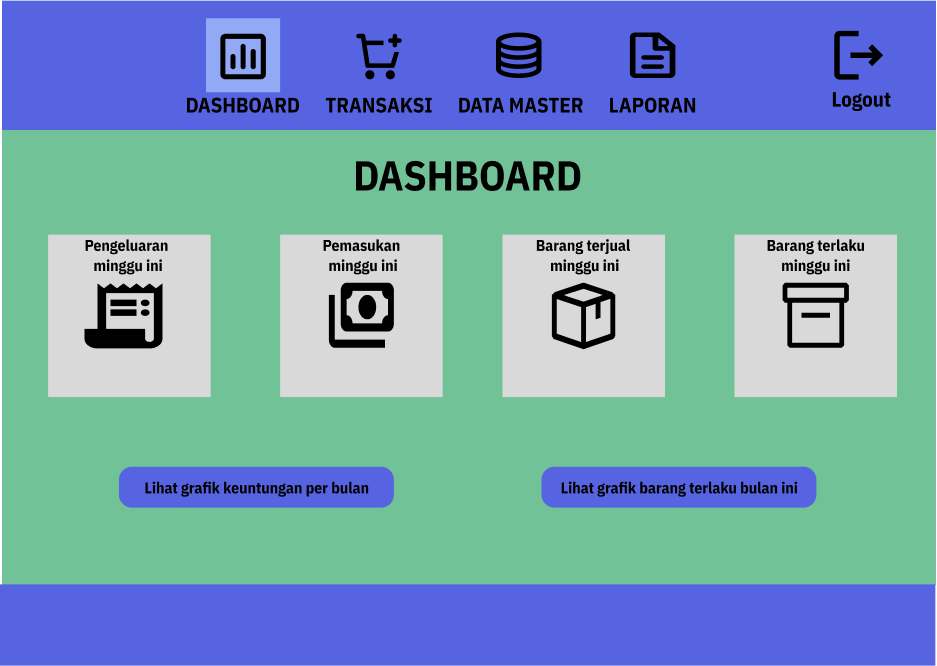 DASHBOARD
TRANSAKSI
DATA MASTER
LAPORAN
Logout
DASHBOARD
Pengeluaran
minggu ini
Pemasukan
minggu ini
Barang terjual
minggu ini
Barang terlaku
minggu ini
Lihat grafik keuntungan per bulan
Lihat grafik barang terlaku bulan ini